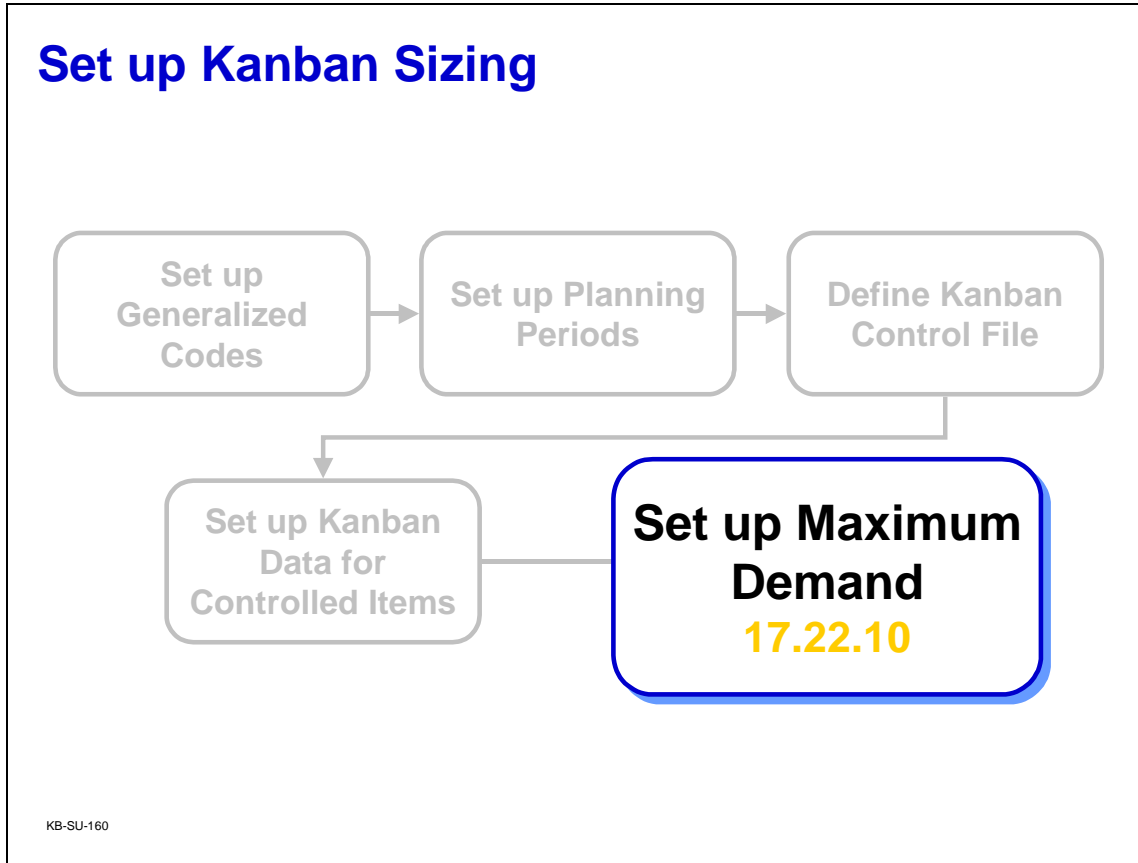 Set up Kanban Sizing
Set up
Generalized
Codes
Set up Planning
Periods
Define Kanban
Control File
Set up Kanban
Data for
Controlled Items
Set up Maximum
Demand
17.22.10
KB-SU-160